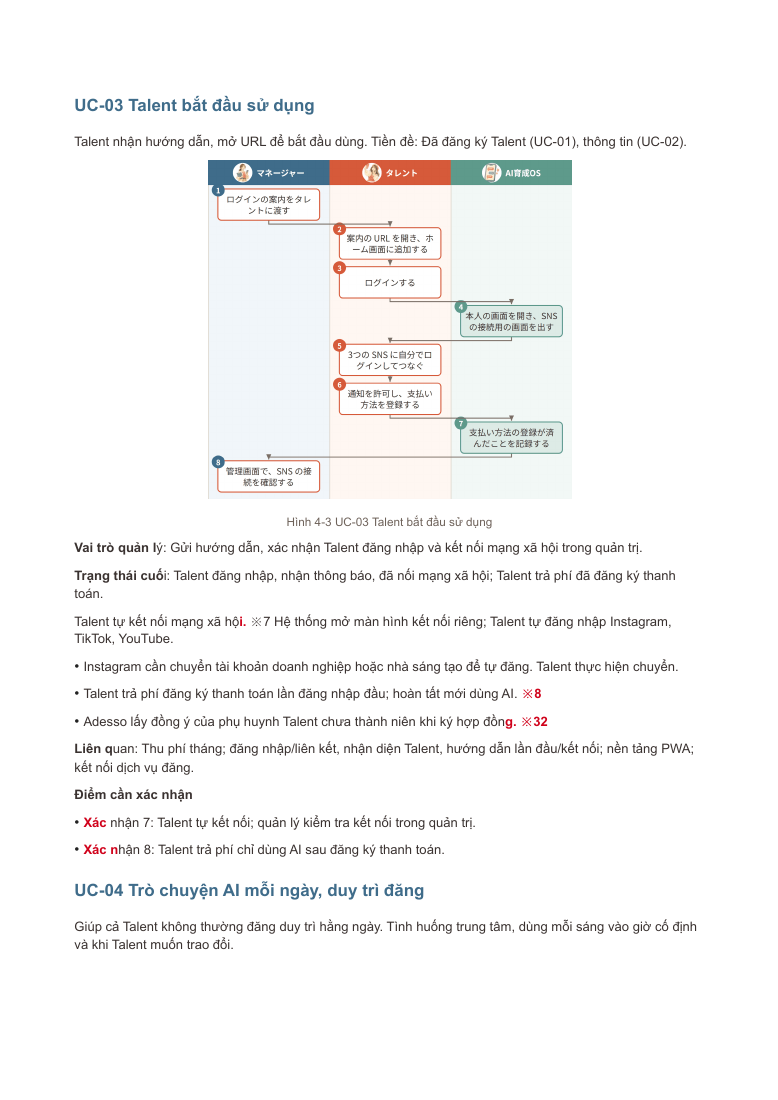 UC-03 Talent bắt đầu sử dụng
Talent nhận hướng dẫn, mở URL để bắt đầu dùng. Tiền đề: Đã đăng ký Talent (UC-01), thông tin (UC-02).
マネージャー
タレント
AI育成OS
1
ログインの案内をタレ
ントに渡す
2
案内の URL を開き、ホ
ーム画面に追加する
3
ログインする
4
本人の画面を開き、SNS
の接続用の画面を出す
5
3つの SNS に自分でロ
グインしてつなぐ
6
通知を許可し、支払い
方法を登録する
7
支払い方法の登録が済
んだことを記録する
8
管理画面で、SNS の接
続を確認する
Hình 4-3 UC-03 Talent bắt đầu sử dụng
Vai trò quản lý: Gửi hướng dẫn, xác nhận Talent đăng nhập và kết nối mạng xã hội trong quản trị.
Trạng thái cuối: Talent đăng nhập, nhận thông báo, đã nối mạng xã hội; Talent trả phí đã đăng ký thanh
toán.
Talent tự kết nối mạng xã hội. ※7 Hệ thống mở màn hình kết nối riêng; Talent tự đăng nhập Instagram,
TikTok, YouTube.
• Instagram cần chuyển tài khoản doanh nghiệp hoặc nhà sáng tạo để tự đăng. Talent thực hiện chuyển.
• Talent trả phí đăng ký thanh toán lần đăng nhập đầu; hoàn tất mới dùng AI. ※8
• Adesso lấy đồng ý của phụ huynh Talent chưa thành niên khi ký hợp đồng. ※32
Liên quan: Thu phí tháng; đăng nhập/liên kết, nhận diện Talent, hướng dẫn lần đầu/kết nối; nền tảng PWA;
kết nối dịch vụ đăng.
Điểm cần xác nhận
• Xác nhận 7: Talent tự kết nối; quản lý kiểm tra kết nối trong quản trị.
• Xác nhận 8: Talent trả phí chỉ dùng AI sau đăng ký thanh toán.
UC-04 Trò chuyện AI mỗi ngày, duy trì đăng
Giúp cả Talent không thường đăng duy trì hằng ngày. Tình huống trung tâm, dùng mỗi sáng vào giờ cố định
và khi Talent muốn trao đổi.